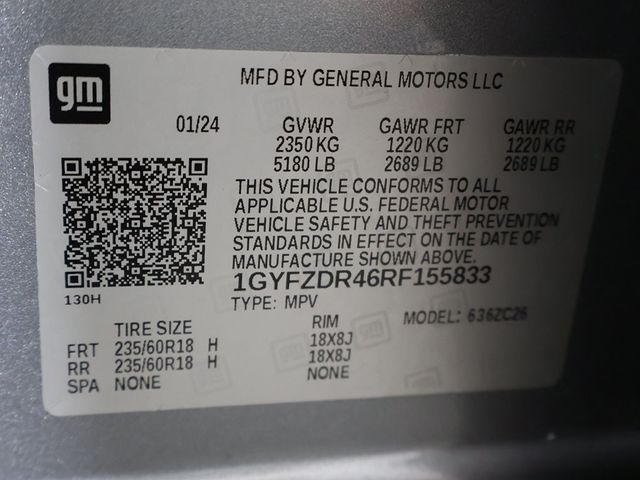 gm
MFD BY GENERAL MOTORS LLC
01/24 GVWR GAWR FRT GAWR RR
2350 KG 1220 KG 1220 KG
5180 LB 2689 LB 2689 LB
THIS VEHICLE CONFORMS TO ALL
APPLICABLE U.S. FEDERAL MOTOR
VEHICLE SAFETY AND THEFT PREVENTION
STANDARDS IN EFFECT ON THE DATE OF
MANUFACTURE SHOWN ABOVE.
1GYFZDR46RF155833
130H
TYPE: MPV
TIRE SIZE RIM MODEL: 636ZC26
FRT 235/60R18 H 18X8J
RR 235/60R18 H 18X8J
SPA NONE NONE